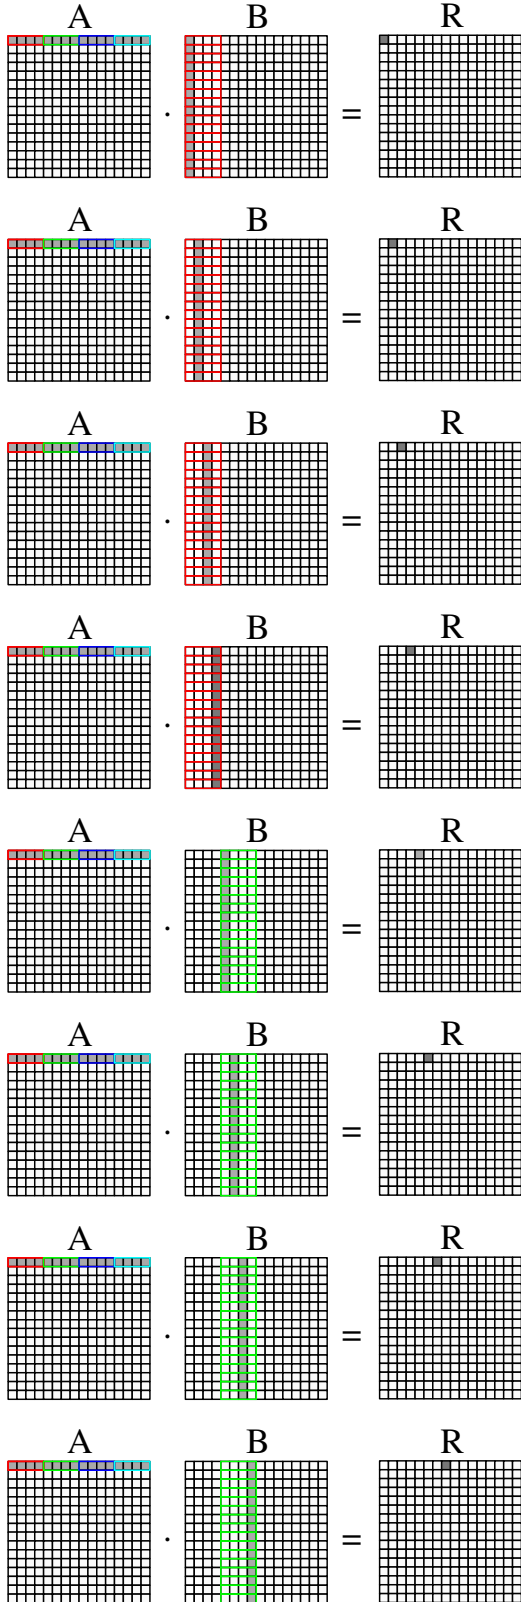 A B R
· =
A B R
· =
A B R
· =
A B R
· =
A B R
· =
A B R
· =
A B R
· =
A B R
· =